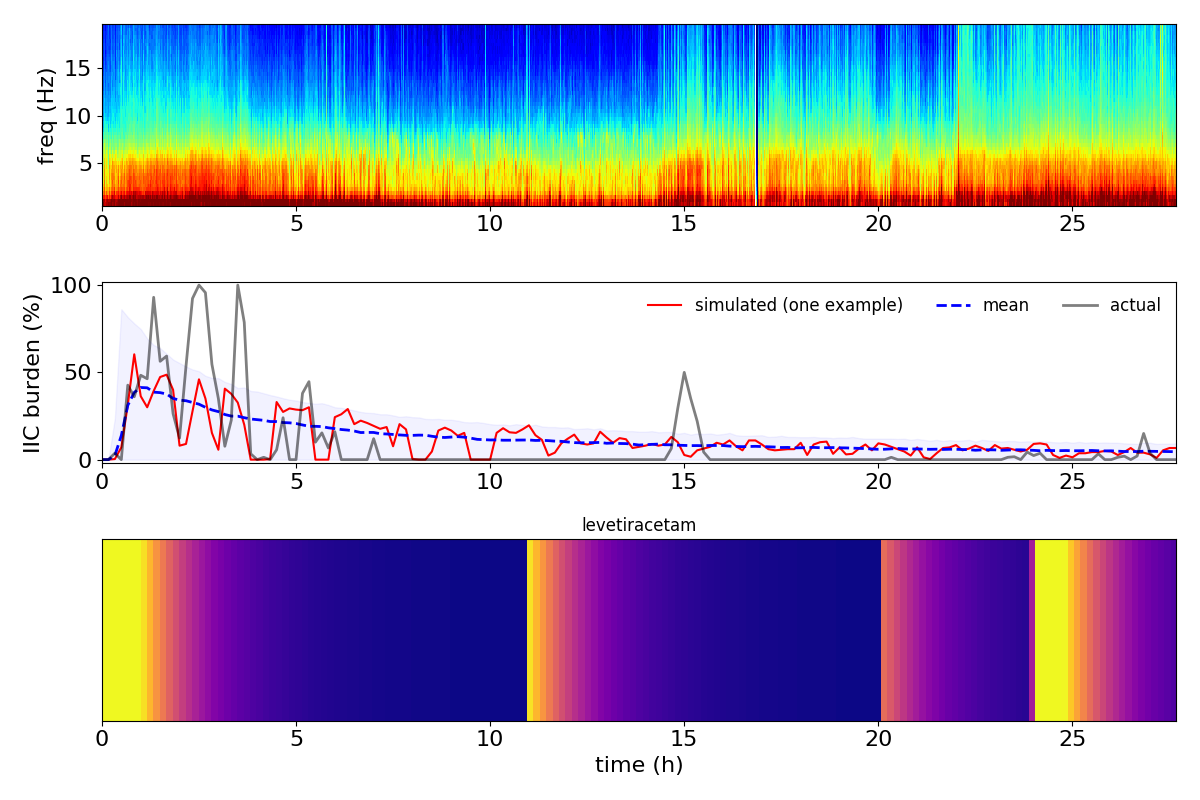 freq (Hz)
15
10
5
0 5 10 15 20 25
IIC burden (%)
100
50
0
simulated (one example) mean actual
0 5 10 15 20 25
levetiracetam
0 5 10 15 20 25
time (h)